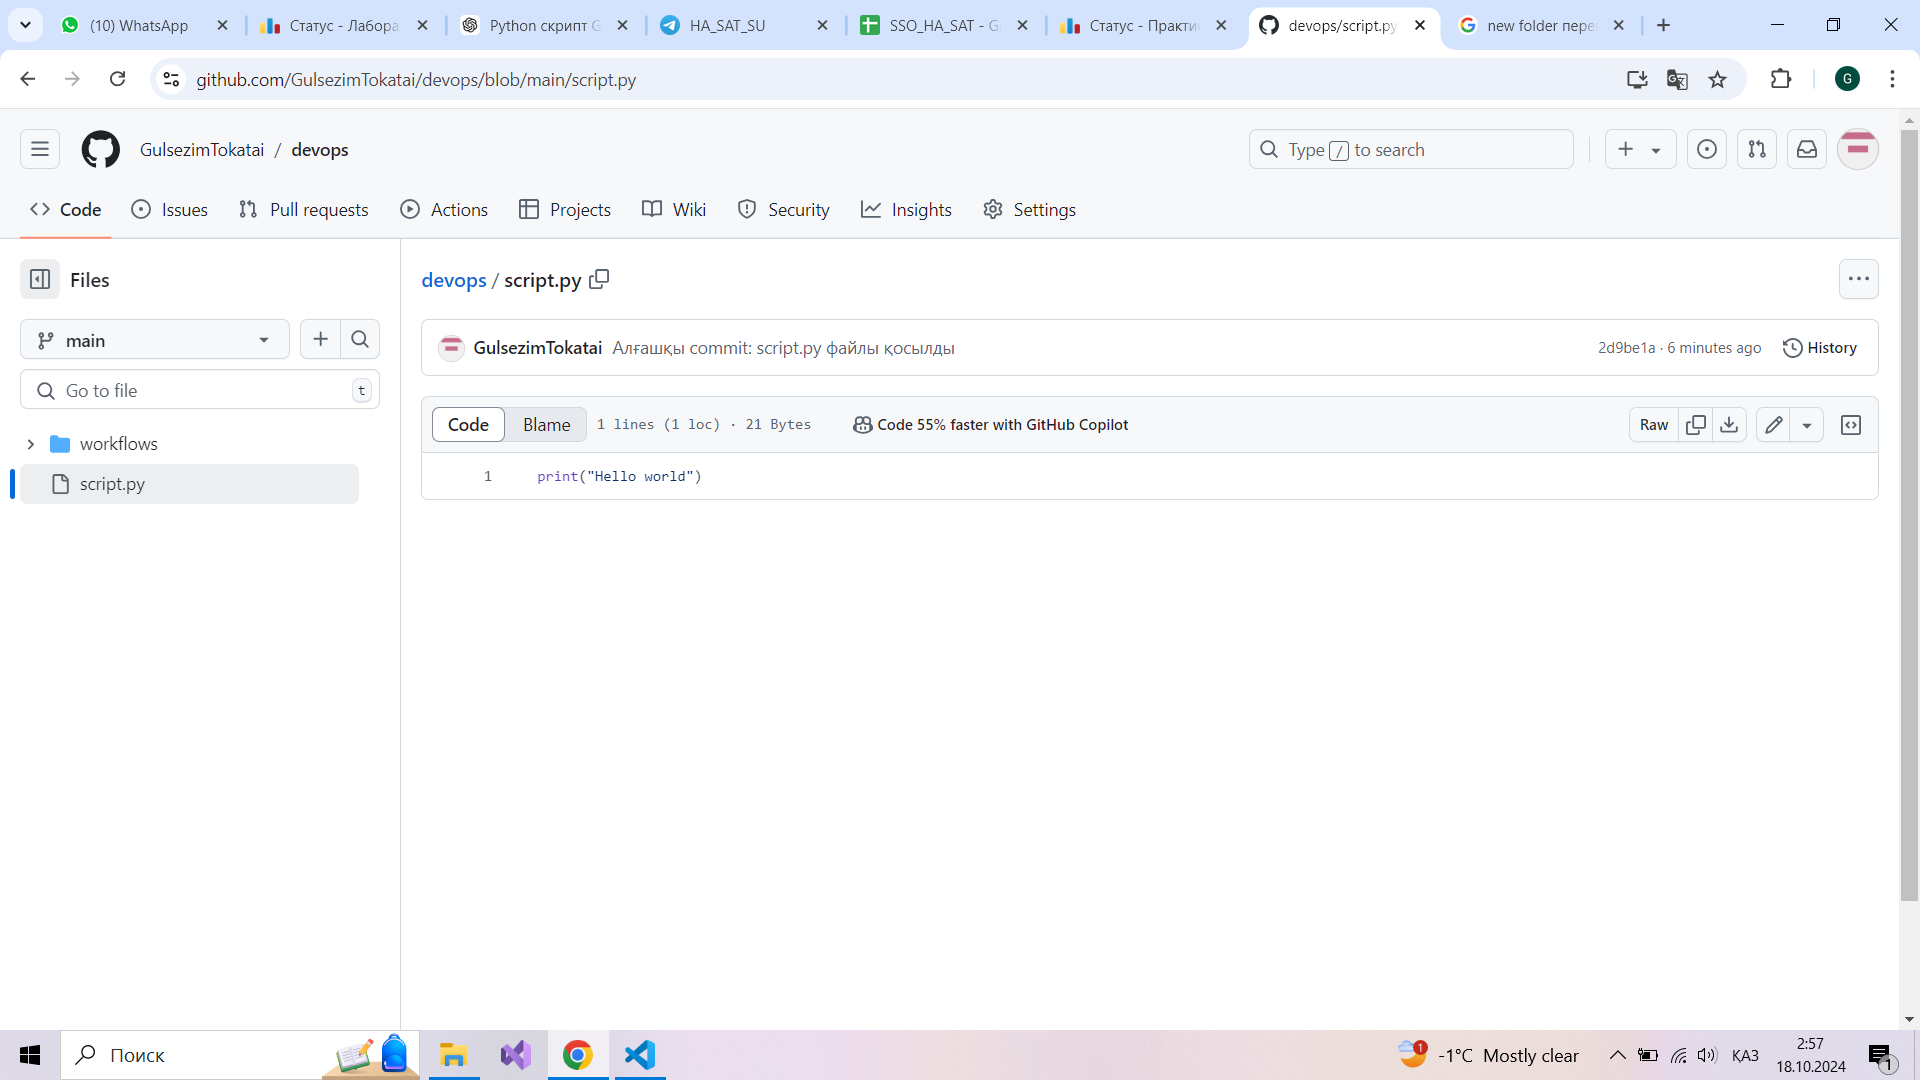 (10) WhatsApp
Статус - Лабора
Python скрипт G
HA_SAT_SU
SSO_HA_SAT - G
Статус - Практи
devops/script.py
new folder пере
github.com/GulsezimTokatai/devops/blob/main/script.py
G
GulsezimTokatai / devops
Type / to search
Code
Issues
Pull requests
Actions
Projects
Wiki
Security
Insights
Settings
Files
main
Go to file
t
workflows
script.py
devops / script.py
GulsezimTokatai Алғашқы commit: script.py файлы қосылды
2d9be1a · 6 minutes ago
History
Code
Blame
1 lines (1 loc) · 21 Bytes
Code 55% faster with GitHub Copilot
Raw
1 print("Hello world")
Поиск
1
-1°C Mostly clear
ҚАЗ
2:57
18.10.2024
1